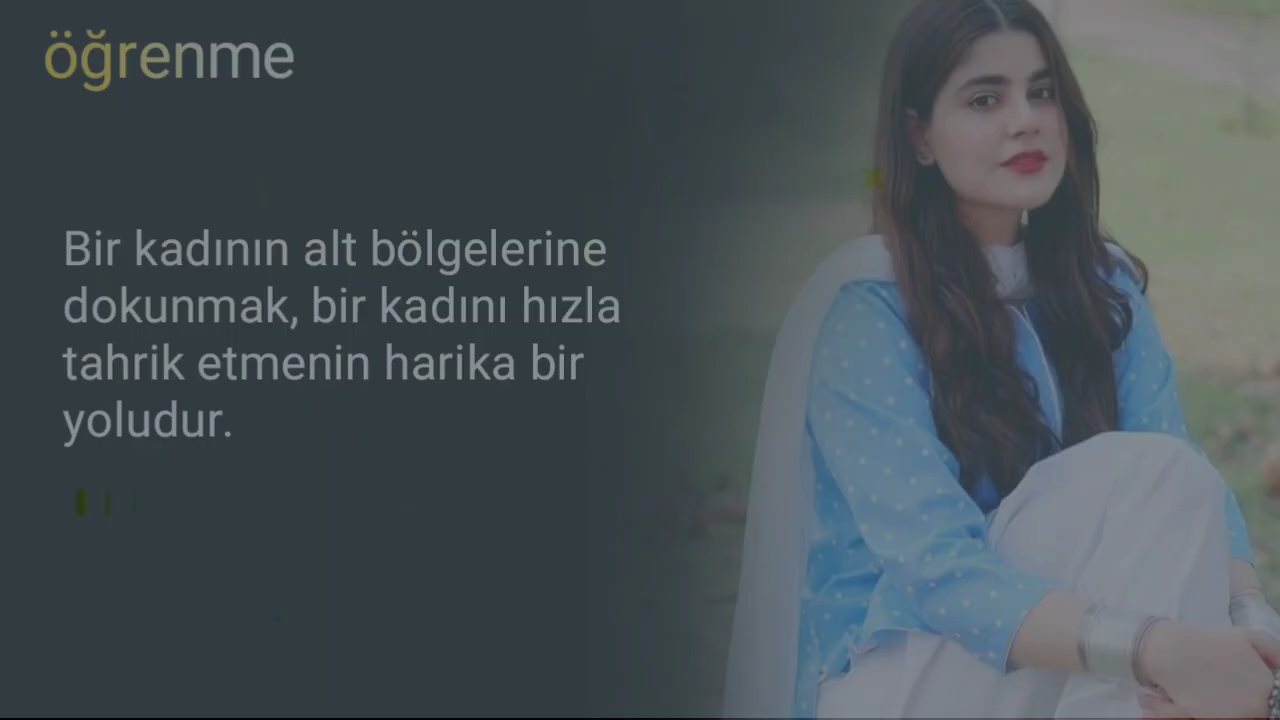 öğrenme
Bir kadının alt bölgelerine
dokunmak, bir kadını hızla
tahrik etmenin harika bir
yoludur.